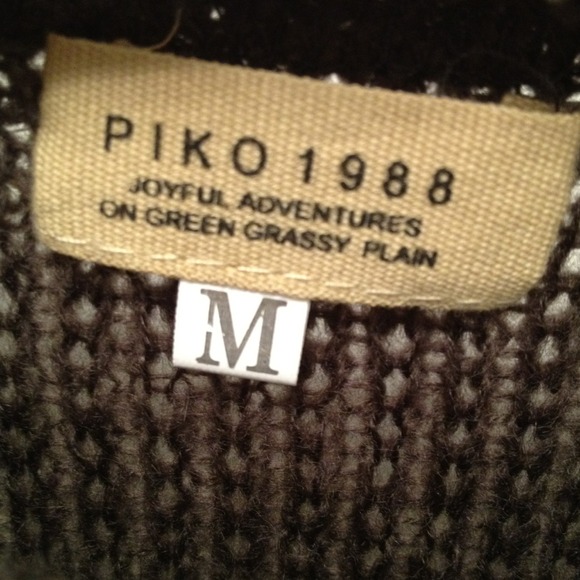 PIKO 1988
JOYFUL ADVENTURES
ON GREEN GRASSY PLAIN
M